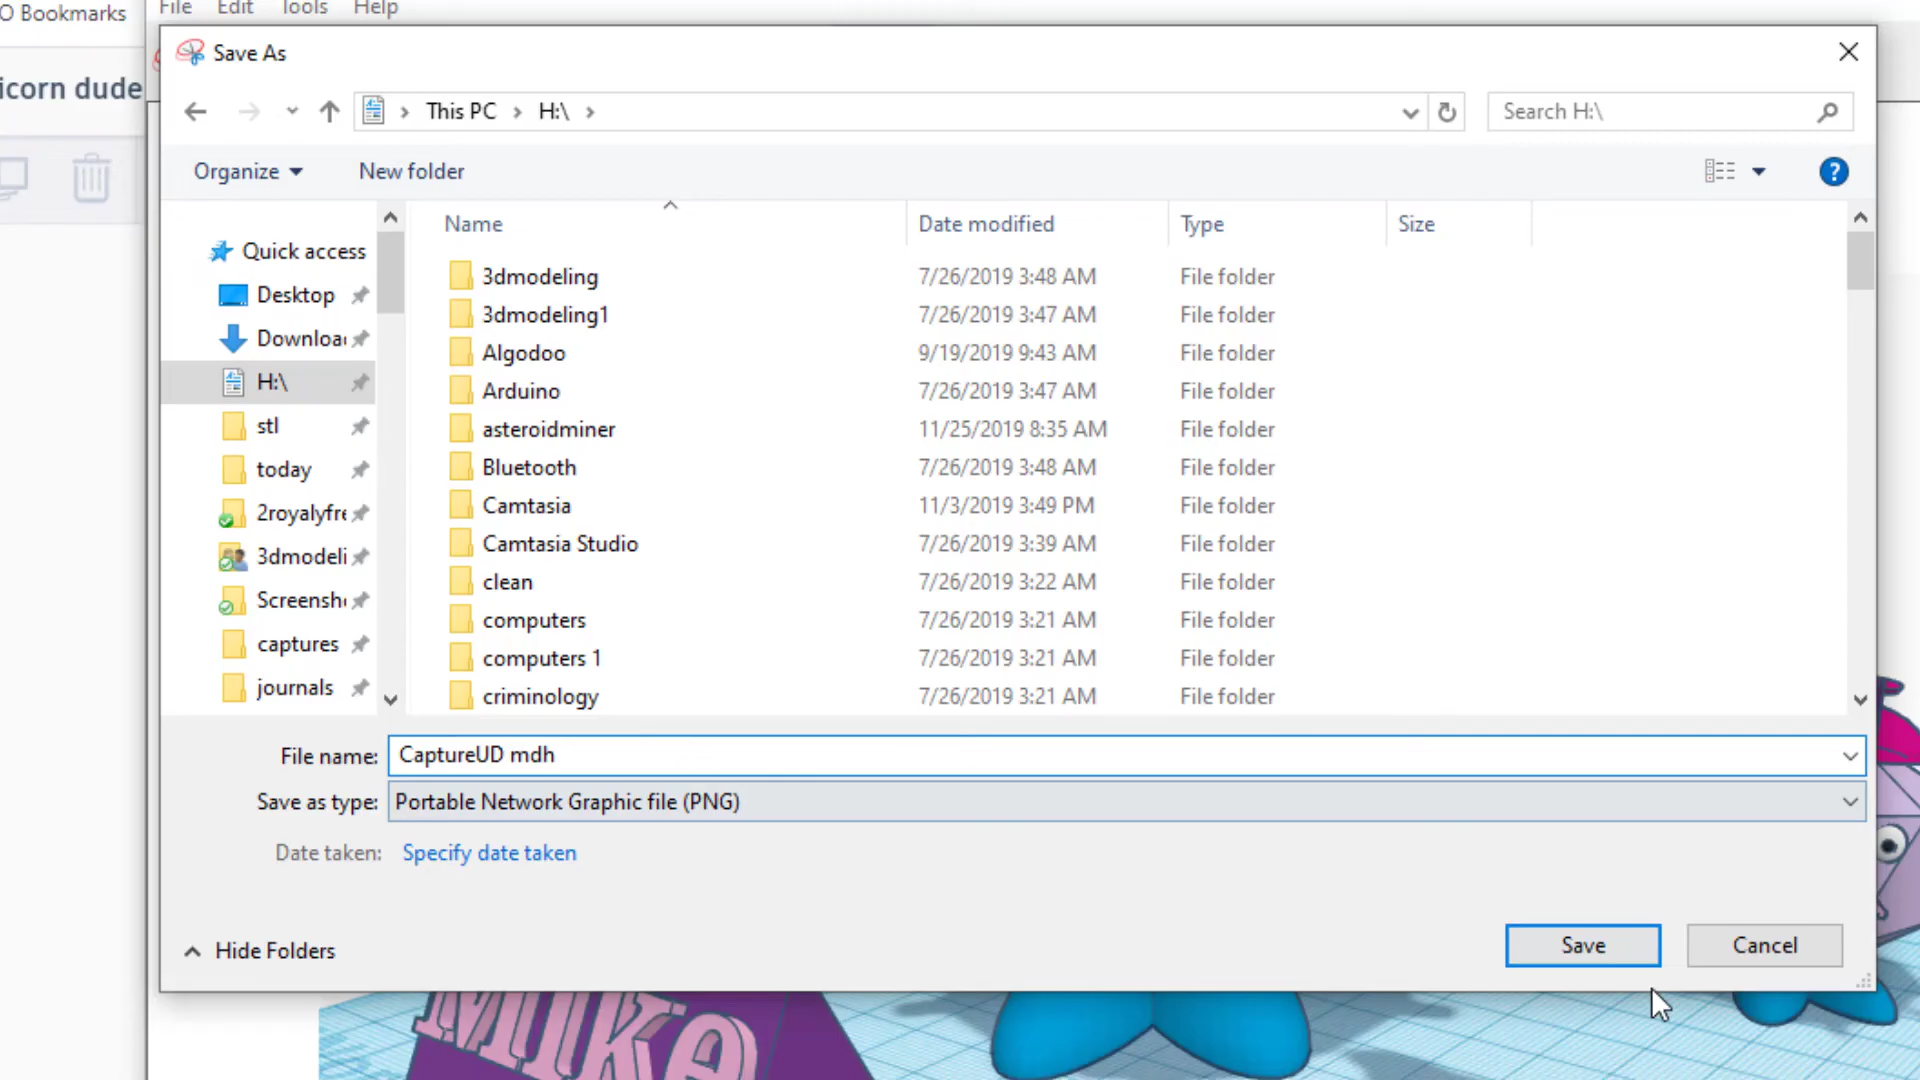 O Bookmarks
File Edit Tools Help
Save As
icorn dude
This PC H:\
Search H:\
Organize New folder
?
Name Date modified Type Size
Quick access
Desktop
Downloa
H:\
stl
today
2royalyfre
3dmodeli
Screensh
captures
journals
3dmodeling 7/26/2019 3:48 AM File folder
3dmodeling1 7/26/2019 3:47 AM File folder
Algodoo 9/19/2019 9:43 AM File folder
Arduino 7/26/2019 3:47 AM File folder
asteroidminer 11/25/2019 8:35 AM File folder
Bluetooth 7/26/2019 3:48 AM File folder
Camtasia 11/3/2019 3:49 PM File folder
Camtasia Studio 7/26/2019 3:39 AM File folder
clean 7/26/2019 3:22 AM File folder
computers 7/26/2019 3:21 AM File folder
computers 1 7/26/2019 3:21 AM File folder
criminology 7/26/2019 3:21 AM File folder
File name: CaptureUD mdh
Save as type: Portable Network Graphic file (PNG)
Date taken: Specify date taken
Hide Folders
Save Cancel
Mike